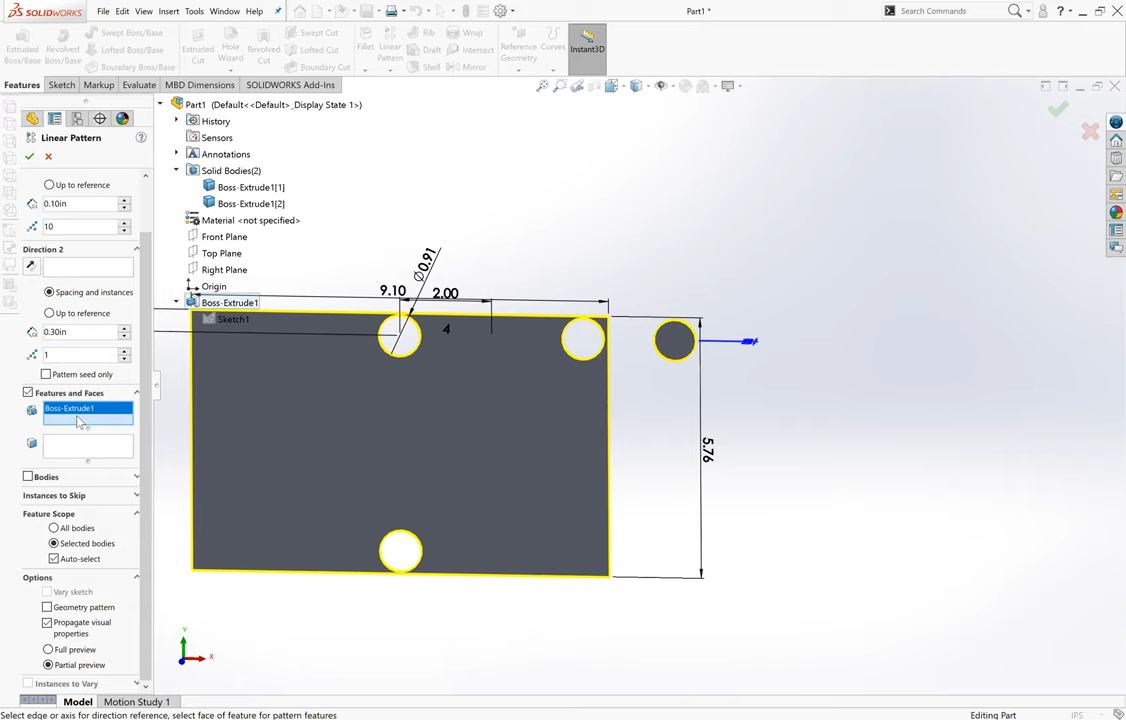 SOLIDWORKS File Edit View Insert Tools Window Help Part1 * Search Commands
Extruded Boss/Base Revolved Boss/Base Swept Boss/Base Lofted Boss/Base Boundary Boss/Base Extruded Cut Hole Wizard Revolved Cut Swept Cut Lofted Cut Boundary Cut Fillet Linear Pattern Rib Draft Shell Wrap Intersect Mirror Reference Geometry Curves Instant3D
Features Sketch Markup Evaluate MBD Dimensions SOLIDWORKS Add-Ins
Part1 (Default<<Default>_Display State 1>)
History
Sensors
Annotations
Solid Bodies(2)
Boss-Extrude1[1]
Boss-Extrude1[2]
Material <not specified>
Front Plane
Top Plane
Right Plane
Origin
Boss-Extrude1
Sketch1
Linear Pattern
Up to reference
0.10in
10
Direction 2
Spacing and instances
Up to reference
0.30in
1
Pattern seed only
Features and Faces
Boss-Extrude1
Bodies
Instances to Skip
Feature Scope
All bodies
Selected bodies
Auto-select
Options
Vary sketch
Geometry pattern
Propagate visual
properties
Full preview
Partial preview
Instances to Vary
Ø0.91
9.10
2.00
4
5.76
Y
X
Model Motion Study 1
Select edge or axis for direction reference, select face of feature for pattern features Editing Part IPS